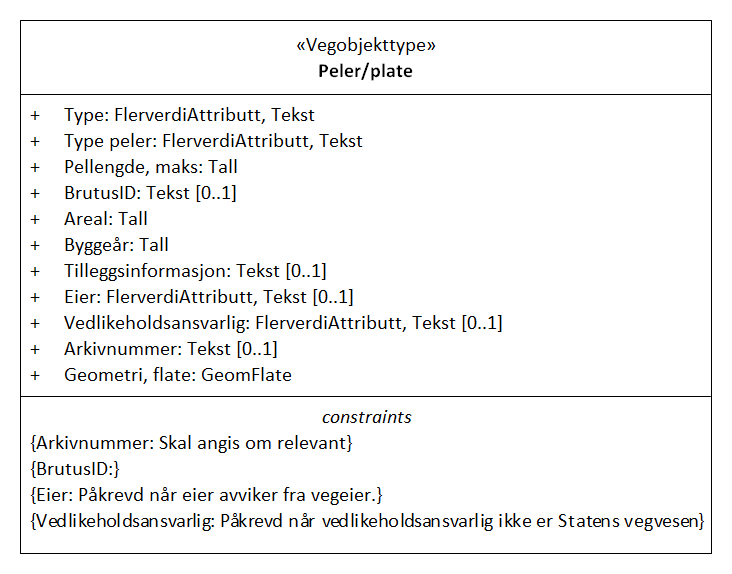 «Vegobjekttype»
Peler/plate
+ Type: FlerverdiAttributt, Tekst
+ Type peler: FlerverdiAttributt, Tekst
+ Pellengde, maks: Tall
+ BrutusID: Tekst [0..1]
+ Areal: Tall
+ Byggeår: Tall
+ Tilleggsinformasjon: Tekst [0..1]
+ Eier: FlerverdiAttributt, Tekst [0..1]
+ Vedlikeholdsansvarlig: FlerverdiAttributt, Tekst [0..1]
+ Arkivnummer: Tekst [0..1]
+ Geometri, flate: GeomFlate
constraints
{Arkivnummer: Skal angis om relevant}
{BrutusID:}
{Eier: Påkrevd når eier avviker fra vegeier.}
{Vedlikeholdsansvarlig: Påkrevd når vedlikeholdsansvarlig ikke er Statens vegvesen}